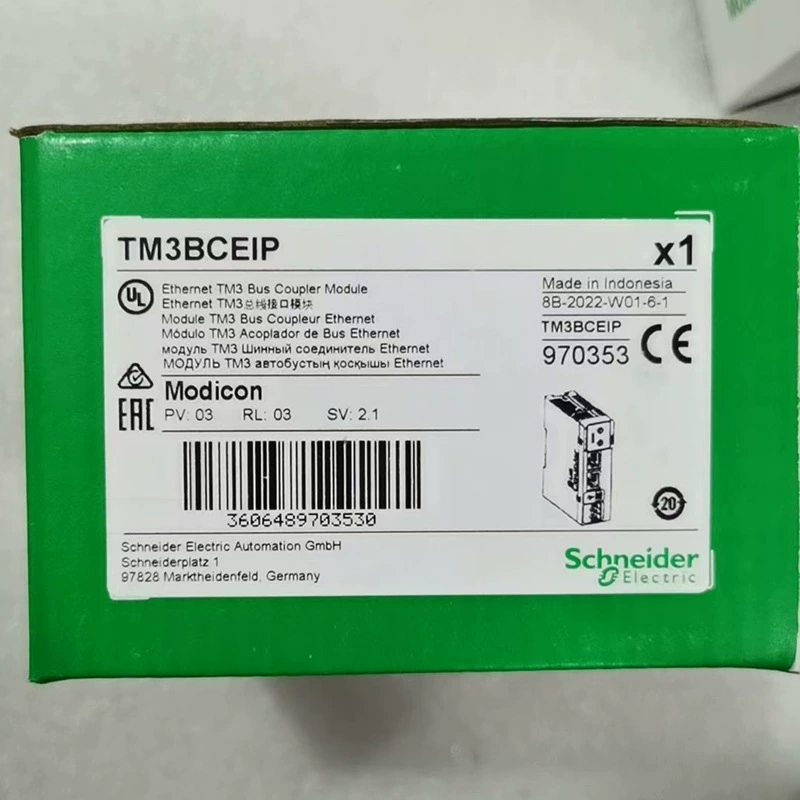 TM3BCEIP
x1
UL
Ethernet TM3 Bus Coupler Module
Ethernet TM3总线接口模块
Module TM3 Bus Coupleur Ethernet
Módulo TM3 Acoplador de Bus Ethernet
модуль TM3 Шинный соединитель Ethernet
МОДУЛЬ TM3 автобустың қосқышы Ethernet
Made in Indonesia
8B-2022-W01-6-1
TM3BCEIP
970353
CE
EAC
Modicon
PV: 03 RL: 03 SV: 2.1
3606489703530
20
Schneider Electric Automation GmbH
Schneiderplatz 1
97828 Marktheidenfeld, Germany
Schneider
Electric